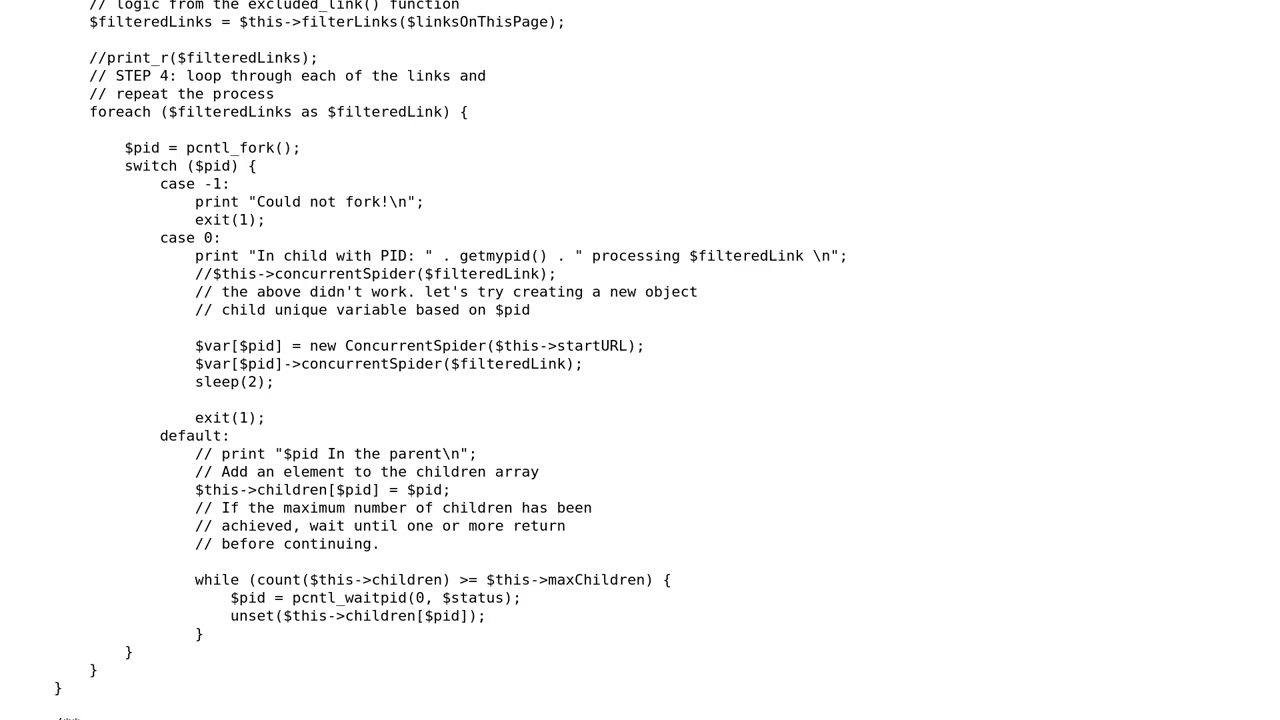 // logic from the excluded_link() function
$filteredLinks = $this->filterLinks($linksOnThisPage);
//print_r($filteredLinks);
// STEP 4: loop through each of the links and
// repeat the process
foreach ($filteredLinks as $filteredLink) {
$pid = pcntl_fork();
switch ($pid) {
case -1:
print "Could not fork!\n";
exit(1);
case 0:
print "In child with PID: " . getmypid() . " processing $filteredLink \n";
//$this->concurrentSpider($filteredLink);
// the above didn't work. let's try creating a new object
// child unique variable based on $pid
$var[$pid] = new ConcurrentSpider($this->startURL);
$var[$pid]->concurrentSpider($filteredLink);
sleep(2);
exit(1);
default:
// print "$pid In the parent\n";
// Add an element to the children array
$this->children[$pid] = $pid;
// If the maximum number of children has been
// achieved, wait until one or more return
// before continuing.
while (count($this->children) >= $this->maxChildren) {
$pid = pcntl_waitpid(0, $status);
unset($this->children[$pid]);
}
}
}
}